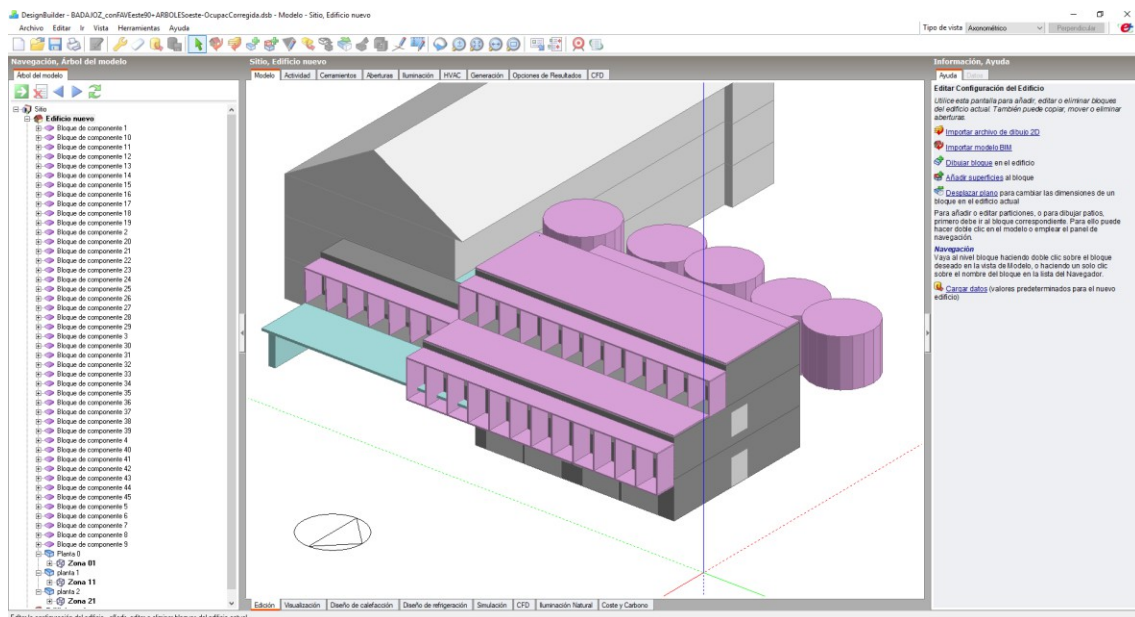 DesignBuilder - BADAJOZ_conFAVEeste90+ARBOLESoeste-OcupacCorregida.dsb - Modelo - Sitio, Edificio nuevo
Archivo Editar Ir Vista Herramientas Ayuda
Tipo de vista Axonométrico
Perpendicular
Navegación, Árbol del modelo
Árbol del modelo
Sitio
Edificio nuevo
Bloque de componente 1
Bloque de componente 10
Bloque de componente 11
Bloque de componente 12
Bloque de componente 13
Bloque de componente 14
Bloque de componente 15
Bloque de componente 16
Bloque de componente 17
Bloque de componente 18
Bloque de componente 19
Bloque de componente 2
Bloque de componente 20
Bloque de componente 21
Bloque de componente 22
Bloque de componente 23
Bloque de componente 24
Bloque de componente 25
Bloque de componente 26
Bloque de componente 27
Bloque de componente 28
Bloque de componente 29
Bloque de componente 3
Bloque de componente 30
Bloque de componente 31
Bloque de componente 32
Bloque de componente 33
Bloque de componente 34
Bloque de componente 35
Bloque de componente 36
Bloque de componente 37
Bloque de componente 38
Bloque de componente 39
Bloque de componente 4
Bloque de componente 40
Bloque de componente 41
Bloque de componente 42
Bloque de componente 43
Bloque de componente 44
Bloque de componente 45
Bloque de componente 5
Bloque de componente 6
Bloque de componente 7
Bloque de componente 8
Bloque de componente 9
Planta 0
Zona 01
planta 1
Zona 11
planta 2
Zona 21
Sitio, Edificio nuevo
Modelo Actividad Cerramientos Aberturas Iluminación HVAC Generación Opciones de Resultados CFD
Edición Visualización Diseño de calefacción Diseño de refrigeración Simulación CFD Iluminación Natural Coste y Carbono
Información, Ayuda
Ayuda Datos
Editar Configuración del Edificio
Utilice esta pantalla para añadir, editar o eliminar bloques
del edificio actual. También puede copiar, mover o eliminar
aberturas.
Importar archivo de dibujo 2D
Importar modelo BIM
Dibujar bloque en el edificio
Añadir superficies al bloque
Desplazar plano para cambiar las dimensiones de un
bloque en el edificio actual
Para añadir o editar particiones, o para dibujar patios,
primero debe ir al bloque correspondiente. Para ello puede
hacer doble clic en el modelo o emplear el panel de
navegación.
Navegación
Vaya al nivel bloque haciendo doble clic sobre el bloque
deseado en la vista de Modelo, o haciendo un solo clic
sobre el nombre del bloque en la lista del Navegador.
Cargar datos (valores predeterminados para el nuevo
edificio)